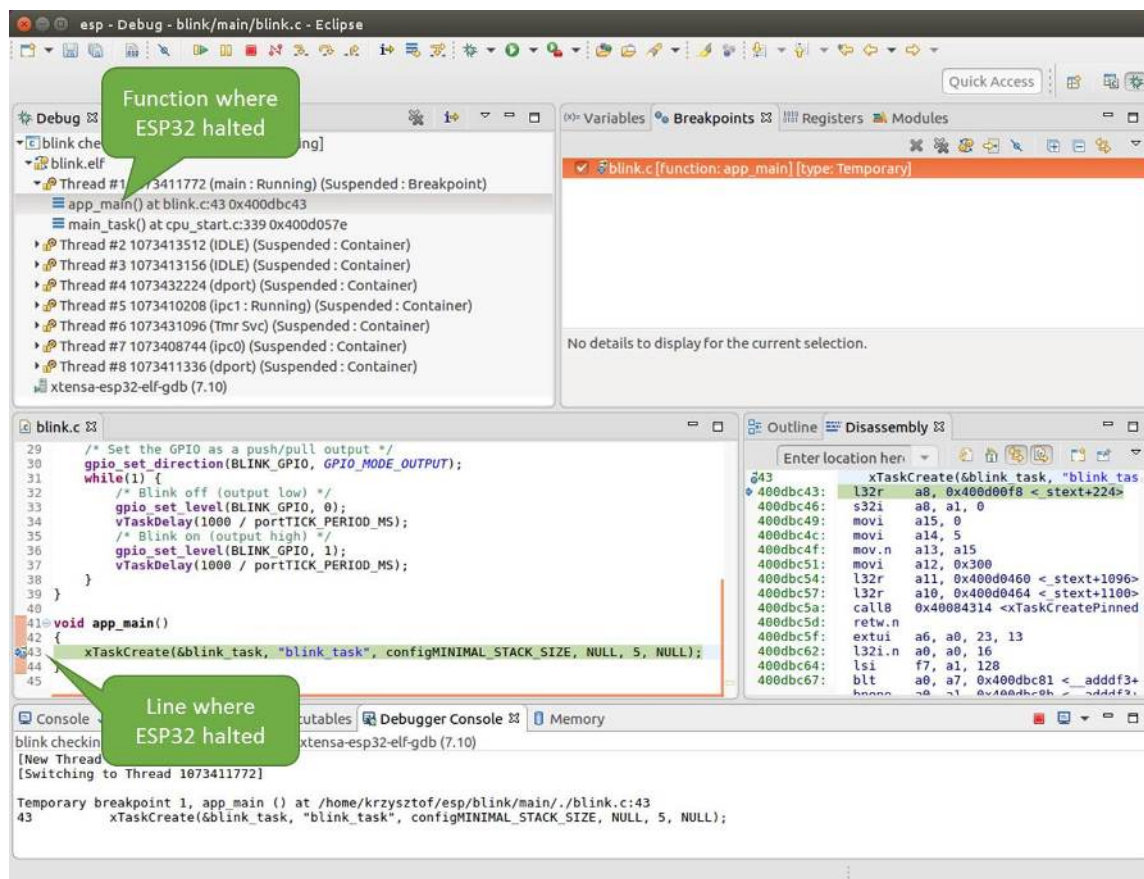 esp - Debug - blink/main/blink.c - Eclipse
Quick Access
Function where
ESP32 halted
Debug
blink che ing]
blink.elf
Thread #1 1073411772 (main : Running) (Suspended : Breakpoint)
app_main() at blink.c:43 0x400dbc43
main_task() at cpu_start.c:339 0x400d057e
Thread #2 1073413512 (IDLE) (Suspended : Container)
Thread #3 1073413156 (IDLE) (Suspended : Container)
Thread #4 1073432224 (dport) (Suspended : Container)
Thread #5 1073410208 (ipc1 : Running) (Suspended : Container)
Thread #6 1073431096 (Tmr Svc) (Suspended : Container)
Thread #7 1073408744 (ipc0) (Suspended : Container)
Thread #8 1073411336 (dport) (Suspended : Container)
xtensa-esp32-elf-gdb (7.10)
(x)= Variables Breakpoints Registers Modules
blink.c [function: app_main] [type: Temporary]
No details to display for the current selection.
blink.c
29 /* Set the GPIO as a push/pull output */
30 gpio_set_direction(BLINK_GPIO, GPIO_MODE_OUTPUT);
31 while(1) {
32 /* Blink off (output low) */
33 gpio_set_level(BLINK_GPIO, 0);
34 vTaskDelay(1000 / portTICK_PERIOD_MS);
35 /* Blink on (output high) */
36 gpio_set_level(BLINK_GPIO, 1);
37 vTaskDelay(1000 / portTICK_PERIOD_MS);
38 }
39 }
40
41 void app_main()
42 {
43 xTaskCreate(&blink_task, "blink_task", configMINIMAL_STACK_SIZE, NULL, 5, NULL);
44
45
Line where
ESP32 halted
Outline Disassembly
Enter location her
43 xTaskCreate(&blink_task, "blink_tas
400dbc43: l32r a8, 0x400d00f8 <_stext+224>
400dbc46: s32i a8, a1, 0
400dbc49: movi a15, 0
400dbc4c: movi a14, 5
400dbc4f: mov.n a13, a15
400dbc51: movi a12, 0x300
400dbc54: l32r a11, 0x400d0460 <_stext+1096>
400dbc57: l32r a10, 0x400d0464 <_stext+1100>
400dbc5a: call8 0x40084314 <xTaskCreatePinned
400dbc5d: retw.n
400dbc5f: extui a6, a0, 23, 13
400dbc62: l32i.n a0, a0, 16
400dbc64: lsi f7, a1, 128
400dbc67: blt a0, a7, 0x400dbc81 <__adddf3+
Console cutables Debugger Console Memory
blink checkin xtensa-esp32-elf-gdb (7.10)
[New Thread
[Switching to Thread 1073411772]
Temporary breakpoint 1, app_main () at /home/krzysztof/esp/blink/main/./blink.c:43
43 xTaskCreate(&blink_task, "blink_task", configMINIMAL_STACK_SIZE, NULL, 5, NULL);